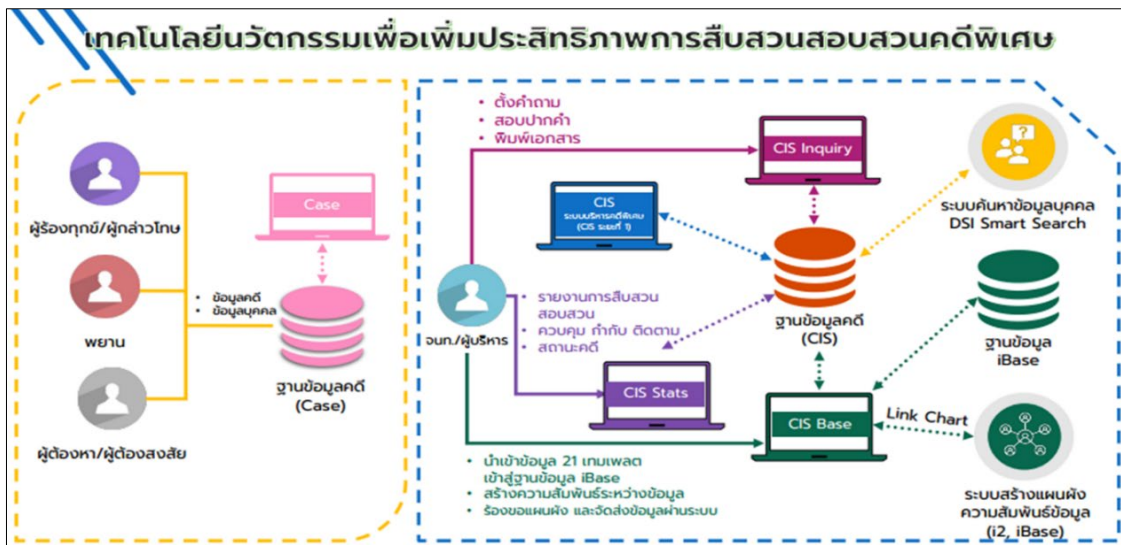 เทคโนโลยีนวัตกรรมเพื่อเพิ่มประสิทธิภาพการสืบสวนสอบสวนคดีพิเศษ
ผู้ร้องทุกข์/ผู้กล่าวโทษ
พยาน
ผู้ต้องหา/ผู้ต้องสงสัย
• ข้อมูลคดี
• ข้อมูลบุคคล
Case
ฐานข้อมูลคดี
(Case)
• ตั้งคำถาม
• สอบปากคำ
• พิมพ์เอกสาร
CIS Inquiry
CIS
ระบบบริหารคดีพิเศษ
(CIS ระยะที่ 1)
ระบบค้นหาข้อมูลบุคคล
DSI Smart Search
จนท./ผู้บริหาร
• รายงานการสืบสวน
สอบสวน
• ควบคุม กำกับ ติดตาม
• สถานะคดี
ฐานข้อมูลคดี
(CIS)
ฐานข้อมูล
iBase
CIS Stats
CIS Base
Link Chart
• นำเข้าข้อมูล 21 เทมเพลต
เข้าสู่ฐานข้อมูล iBase
• สร้างความสัมพันธ์ระหว่างข้อมูล
• ร้องขอแผนผัง และจัดส่งข้อมูลผ่านระบบ
ระบบสร้างแผนผัง
ความสัมพันธ์ข้อมูล
(i2, iBase)